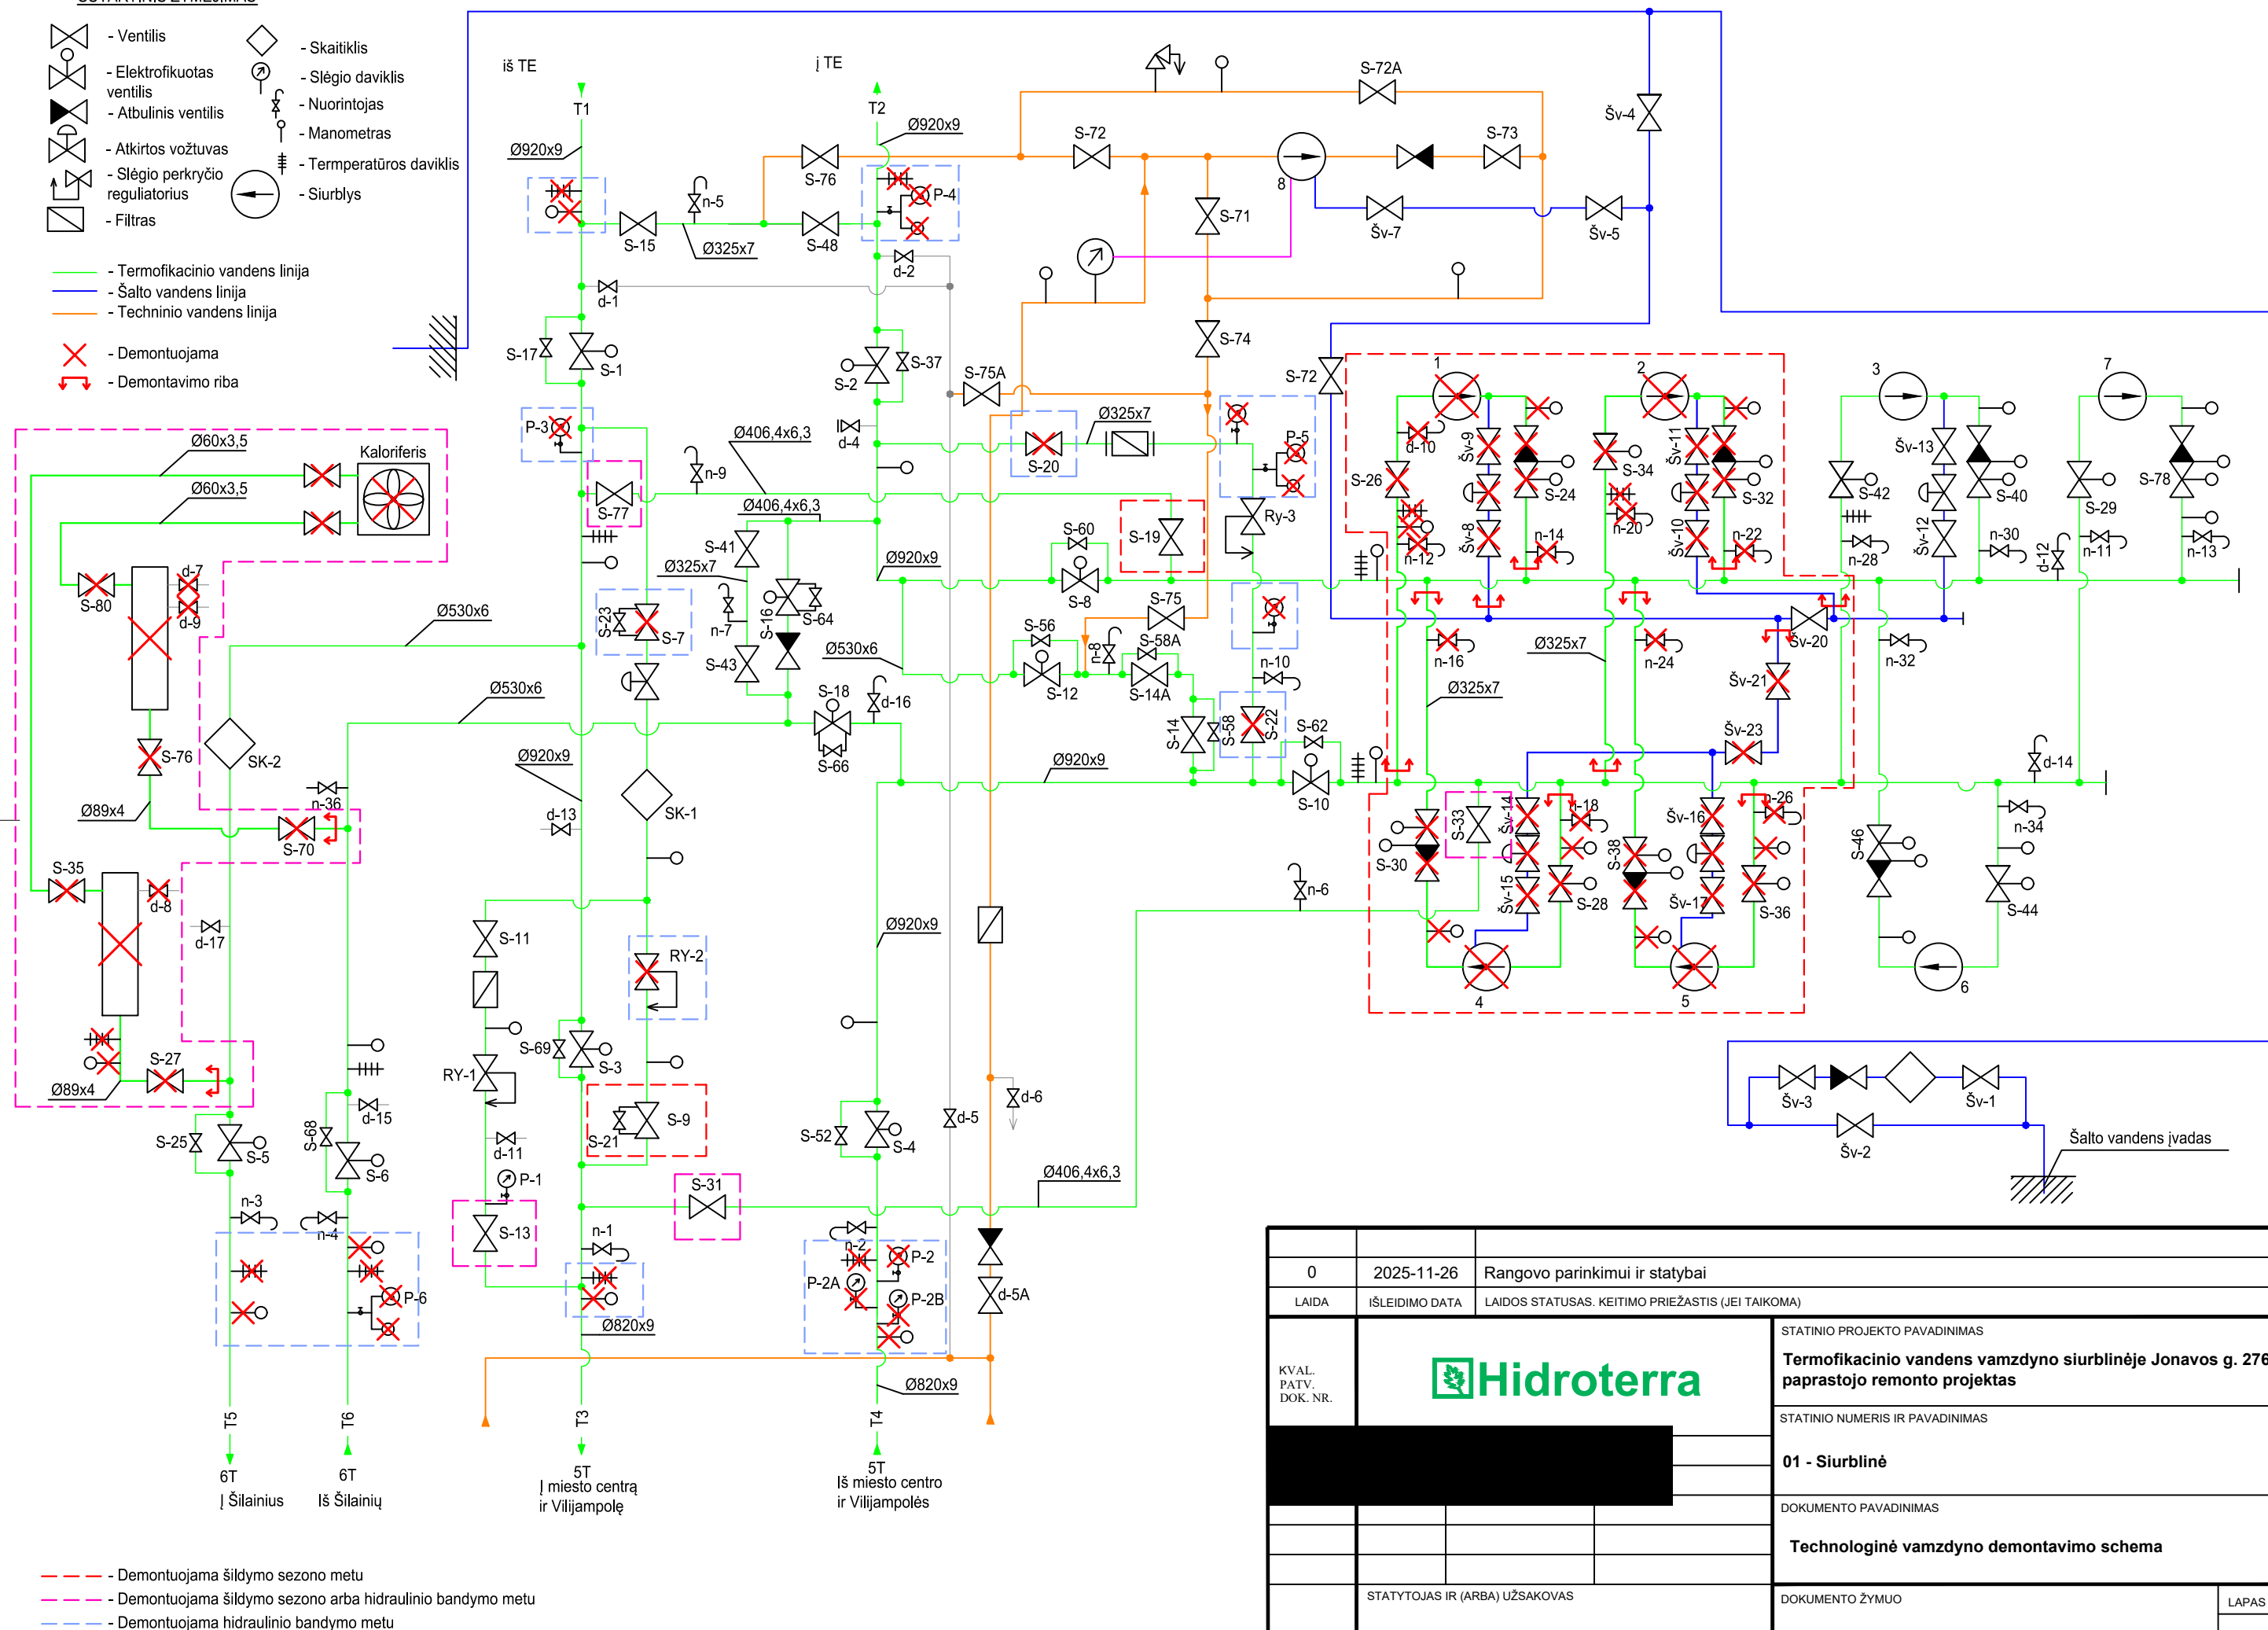 - Ventilis
- Elektrofikuotas
ventilis
- Atbulinis ventilis
- Atkirtos vožtuvas
- Slėgio perkryčio
reguliatorius
- Filtras
- Skaitiklis
- Slėgio daviklis
- Nuorintojas
- Manometras
- Termperatūros daviklis
- Siurblys
- Termofikacinio vandens linija
- Šalto vandens linija
- Techninio vandens linija
- Demontuojama
- Demontavimo riba
iš TE
į TE
T1
T2
Ø920x9
Ø920x9
S-76
S-72
S-72A
S-73
8
Šv-4
P-4
n-5
S-15
S-48
Ø325x7
S-71
Šv-7
Šv-5
d-2
d-1
S-17
S-1
S-2
S-37
S-74
S-75A
S-72
1
2
3
7
Ø60x3,5
Kaloriferis
Ø60x3,5
P-3
n-9
Ø406,4x6,3
d-4
Ø325x7
S-20
P-5
d-10
Šv-9
S-26
S-24
S-34
Šv-11
S-32
S-42
Šv-13
S-40
S-29
S-78
S-77
Ø406,4x6,3
S-19
Ry-3
n-12
Šv-8
n-14
n-20
Šv-10
n-22
n-28
Šv-12
n-30
d-12
n-11
n-13
S-41
Ø325x7
S-60
Ø920x9
S-8
S-80
d-7
d-9
Ø530x6
S-23
S-7
n-7
S-16
S-64
S-43
S-56
S-75
n-8
S-58A
Ø530x6
S-12
S-14A
n-10
n-16
Ø325x7
n-24
Šv-20
n-32
Šv-21
Ø325x7
Ø530x6
S-18
d-16
S-66
S-14
S-58
S-22
S-62
S-10
Šv-23
d-14
S-76
SK-2
n-36
Ø89x4
S-70
Ø920x9
d-13
SK-1
Ø920x9
S-30
S-33
Šv-14
n-18
Šv-15
S-28
S-38
Šv-16
n-26
Šv-17
S-36
S-46
n-34
S-44
4
5
6
n-6
S-35
d-8
d-17
S-11
RY-2
Ø920x9
S-27
Ø89x4
d-15
S-69
S-3
RY-1
d-11
S-21
S-9
S-52
S-4
d-5
d-6
Šv-3
Šv-1
Šv-2
Šalto vandens įvadas
S-25
S-5
S-68
S-6
P-1
S-13
S-31
Ø406,4x6,3
n-3
n-4
n-1
n-2
P-2
P-2A
P-2B
d-5A
P-6
Ø820x9
Ø820x9
T5
T6
T3
T4
6T
Į Šilainius
6T
Iš Šilainių
5T
Į miesto centrą
ir Vilijampolę
5T
Iš miesto centro
ir Vilijampolės
- Demontuojama šildymo sezono metu
- Demontuojama šildymo sezono arba hidraulinio bandymo metu
- Demontuojama hidraulinio bandymo metu
0 2025-11-26 Rangovo parinkimui ir statybai
LAIDA IŠLEIDIMO DATA LAIDOS STATUSAS. KEITIMO PRIEŽASTIS (JEI TAIKOMA)
KVAL.
PATV.
DOK. NR.
Hidroterra
STATINIO PROJEKTO PAVADINIMAS
Termofikacinio vandens vamzdyno siurblinėje Jonavos g. 276
paprastojo remonto projektas
STATINIO NUMERIS IR PAVADINIMAS
01 - Siurblinė
DOKUMENTO PAVADINIMAS
Technologinė vamzdyno demontavimo schema
STATYTOJAS IR (ARBA) UŽSAKOVAS
DOKUMENTO ŽYMUO
LAPAS